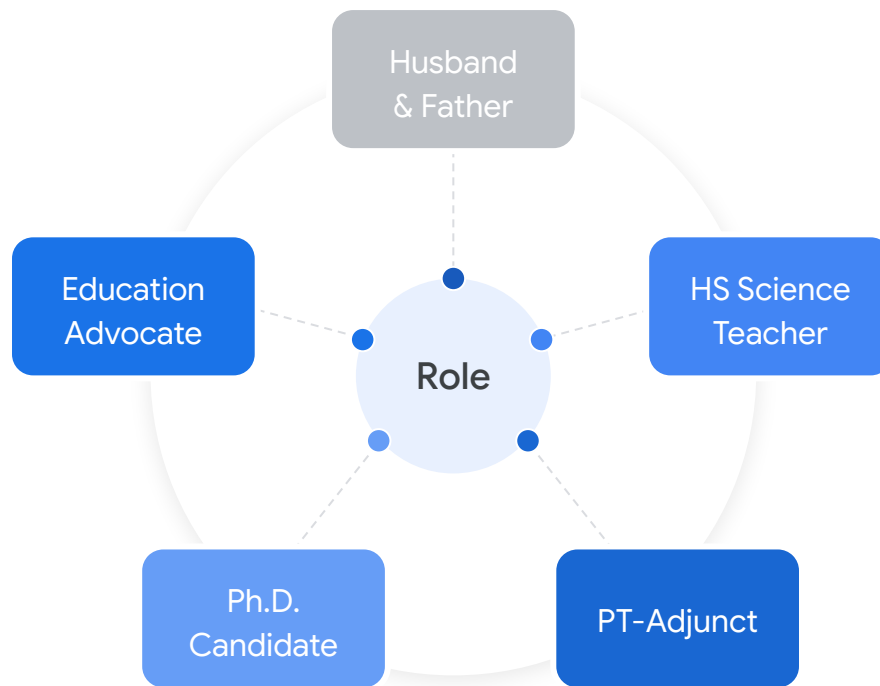 Husband
& Father
Education
Advocate
HS Science
Teacher
Role
Ph.D.
Candidate
PT-Adjunct